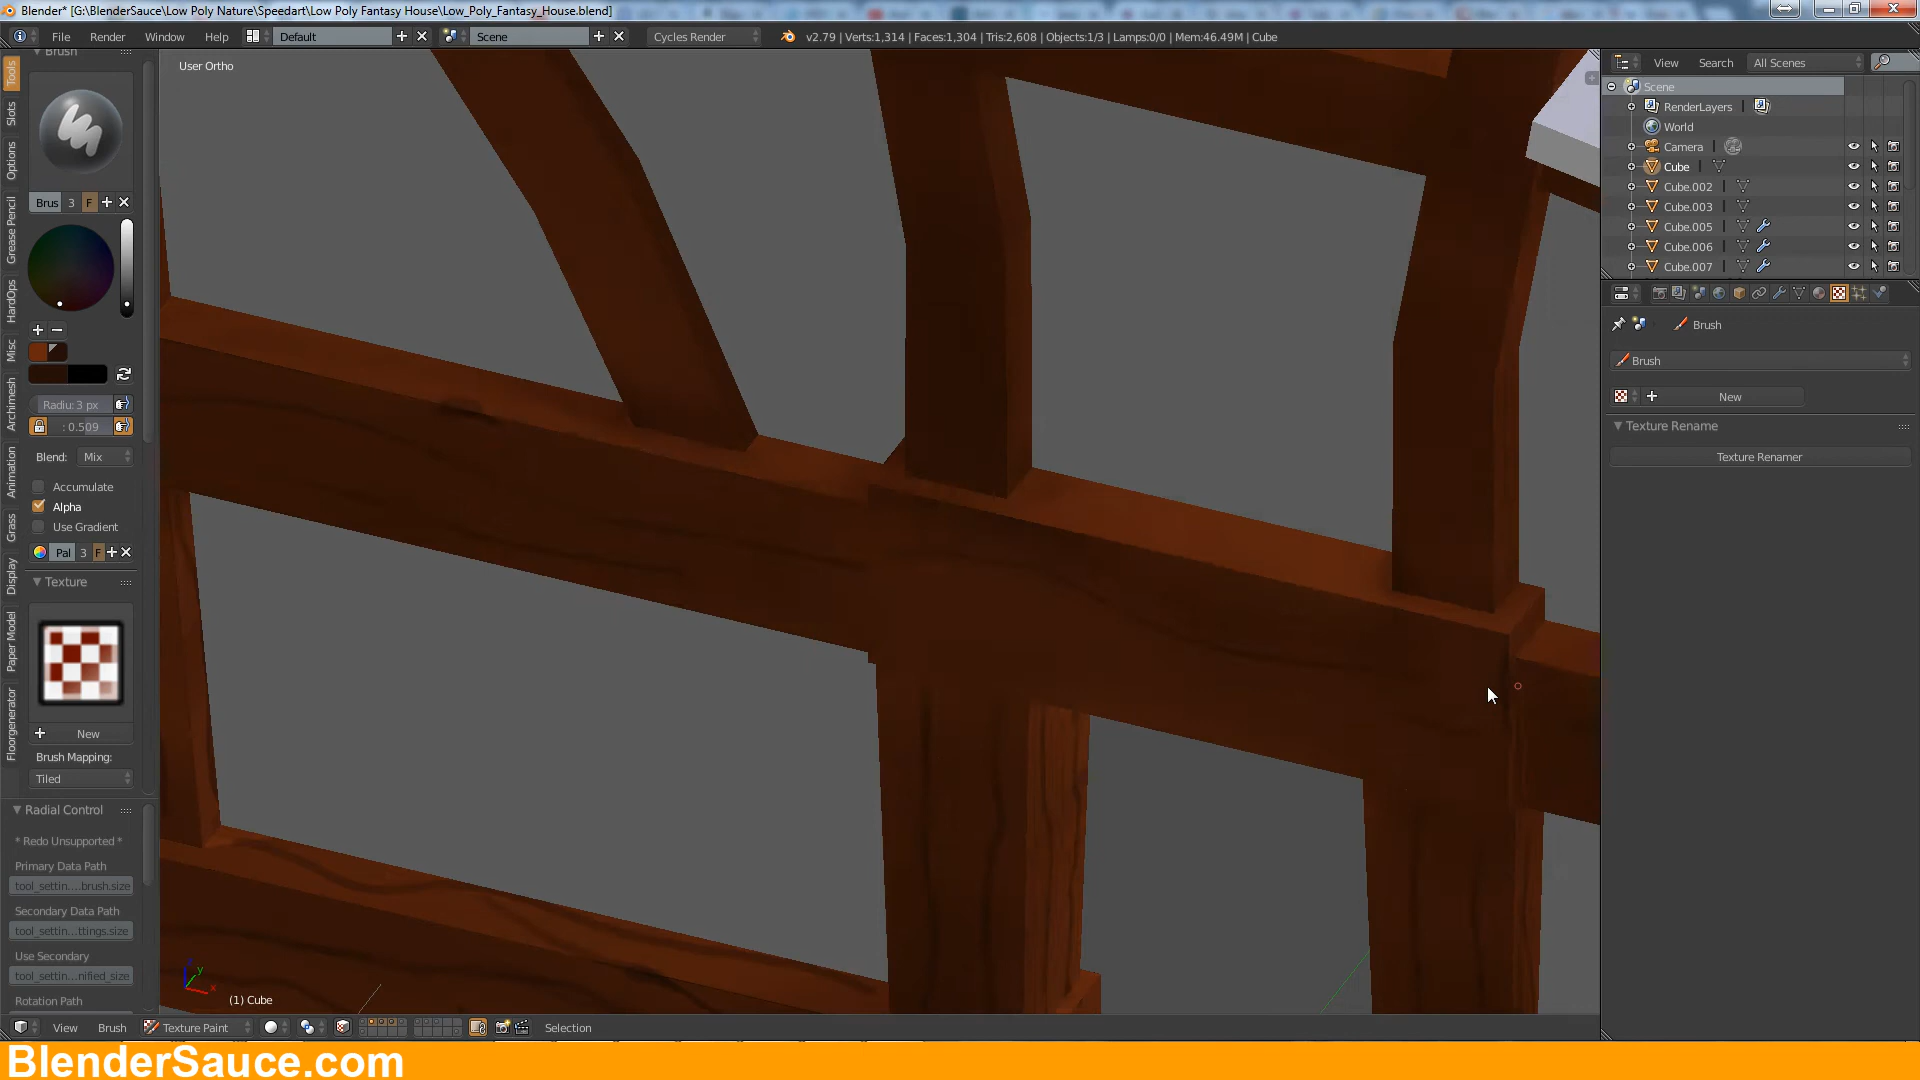 Blender* [G:\BlenderSauce\Low Poly Nature\Speedart\Low Poly Fantasy House\Low_Poly_Fantasy_House.blend]
File Render Window Help Default Scene Cycles Render v2.79 | Verts:1,314 | Faces:1,304 | Tris:2,608 | Objects:1/3 | Lamps:0/0 | Mem:46.49M | Cube
Brush
User Ortho
Tools
Slots
Options
Grease Pencil
HardOps
Misc
Archimesh
Animation
Grass
Display
Paper Model
Floorgenerator
Brus 3 F
Radiu: 3 px
: 0.509
Blend: Mix
Accumulate
Alpha
Use Gradient
Pal 3 F
Texture
New
Brush Mapping:
Tiled
Radial Control
* Redo Unsupported *
Primary Data Path
tool_settin....brush.size
Secondary Data Path
tool_settin...ttings.size
Use Secondary
tool_settin...nified_size
Rotation Path
z
y
x
(1) Cube
View Brush Texture Paint Selection
View Search All Scenes
Scene
RenderLayers |
World
Camera |
Cube |
Cube.002 |
Cube.003 |
Cube.005 |
Cube.006 |
Cube.007 |
Brush
Brush
New
Texture Rename
Texture Renamer
BlenderSauce.com